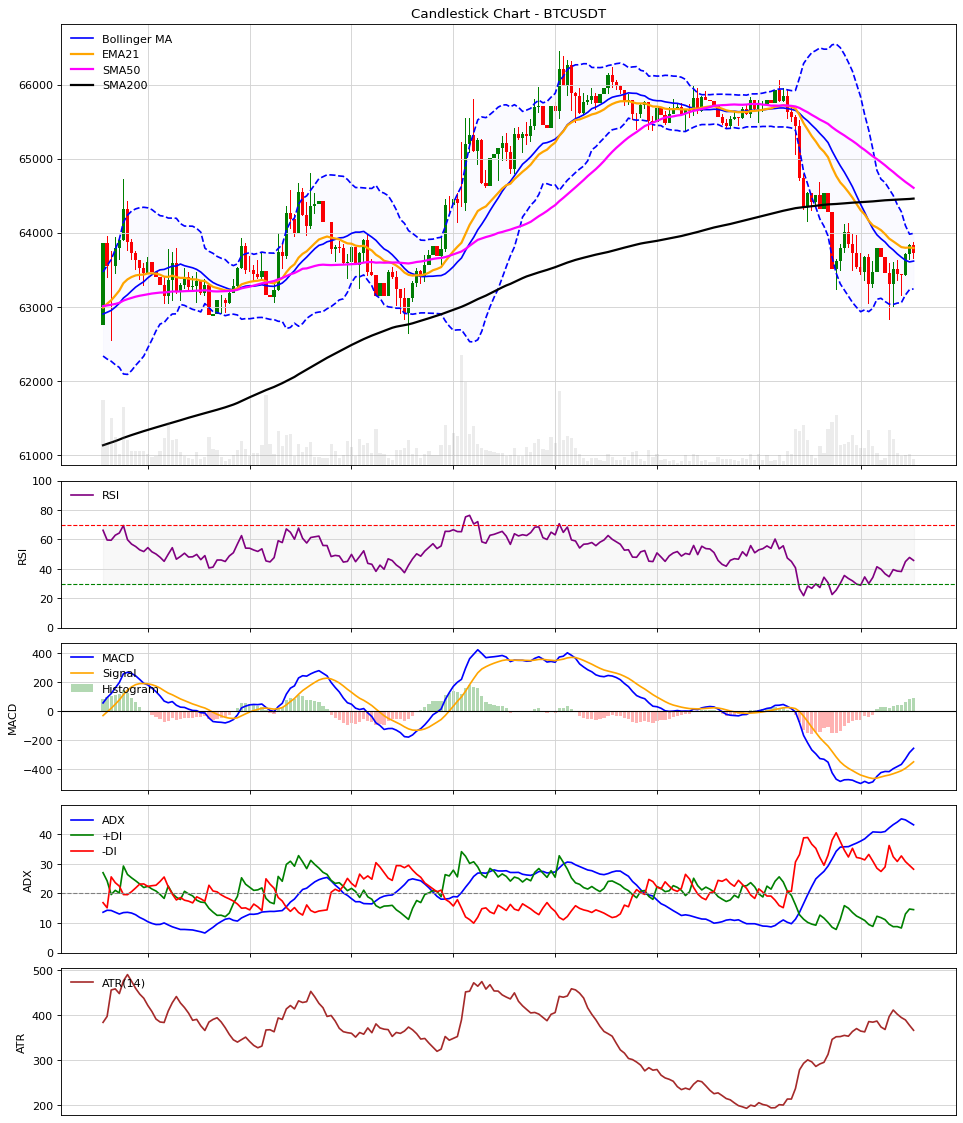 Candlestick Chart - BTCUSDT
Bollinger MA
EMA21
SMA50
SMA200
66000
65000
64000
63000
62000
61000
RSI
RSI
100
80
60
40
20
0
MACD
Signal
Histogram
MACD
400
200
0
−200
−400
ADX
+DI
-DI
ADX
40
30
20
10
0
ATR(14)
ATR
500
400
300
200